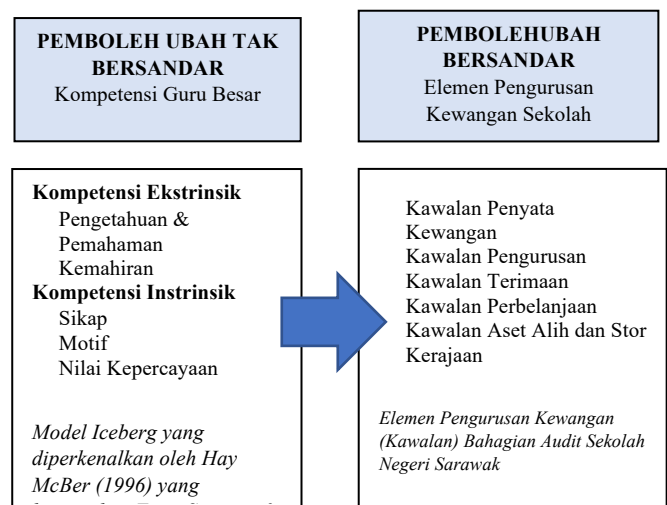 PEMBOLEH UBAH TAK
BERSANDAR
Kompetensi Guru Besar
PEMBOLEHUBAH
BERSANDAR
Elemen Pengurusan
Kewangan Sekolah
Kompetensi Ekstrinsik
Pengetahuan &
Pemahaman
Kemahiran
Kompetensi Instrinsik
Sikap
Motif
Nilai Kepercayaan
Model Iceberg yang
diperkenalkan oleh Hay
McBer (1996) yang
Kawalan Penyata
Kewangan
Kawalan Pengurusan
Kawalan Terimaan
Kawalan Perbelanjaan
Kawalan Aset Alih dan Stor
Kerajaan
Elemen Pengurusan Kewangan
(Kawalan) Bahagian Audit Sekolah
Negeri Sarawak